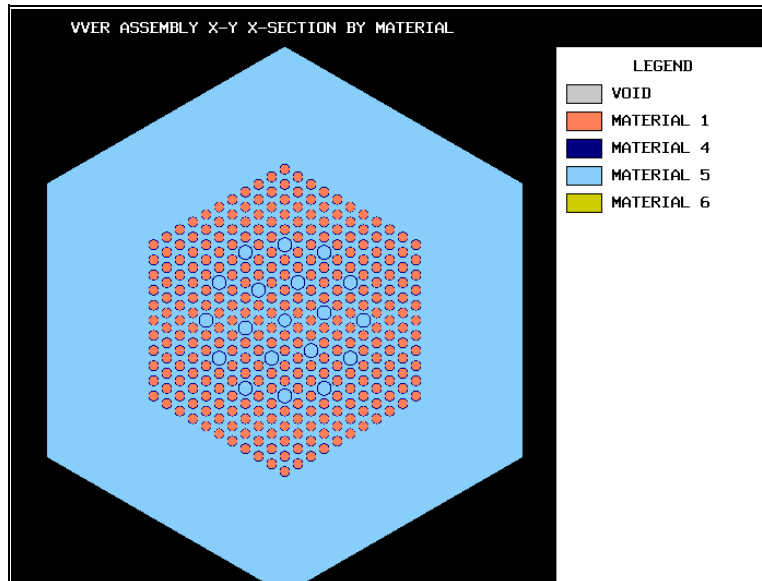 VVER ASSEMBLY X-Y X-SECTION BY MATERIAL
LEGEND
VOID
MATERIAL 1
MATERIAL 4
MATERIAL 5
MATERIAL 6